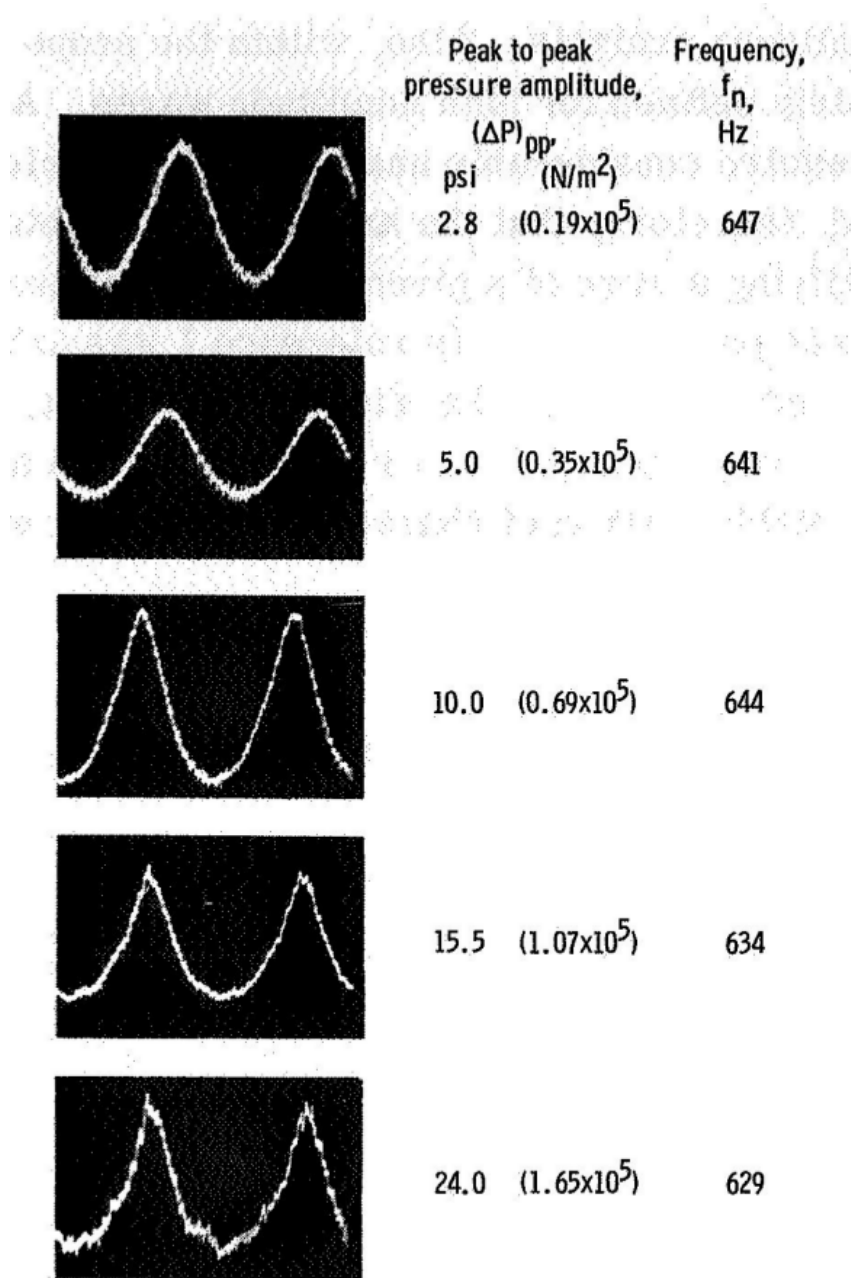 Peak to peak Frequency,
pressure amplitude, fn,
(ΔP)pp, Hz
psi (N/m²)
2.8 (0.19x10⁵) 647
5.0 (0.35x10⁵) 641
10.0 (0.69x10⁵) 644
15.5 (1.07x10⁵) 634
24.0 (1.65x10⁵) 629